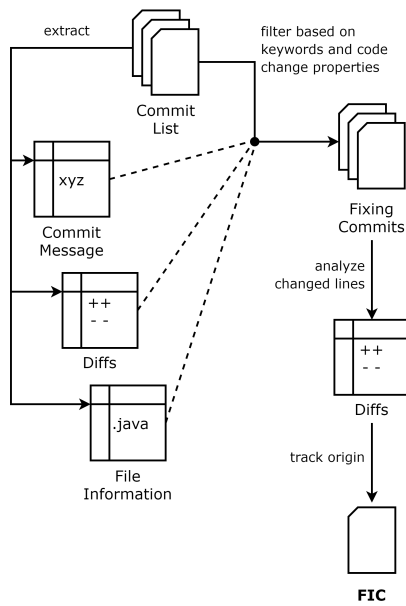 extract
filter based on
keywords and code
change properties
Commit
List
xyz
Commit
Message
Fixing
Commits
++
- -
Diffs
analyze
changed lines
++
- -
Diffs
.java
File
Information
track origin
FIC